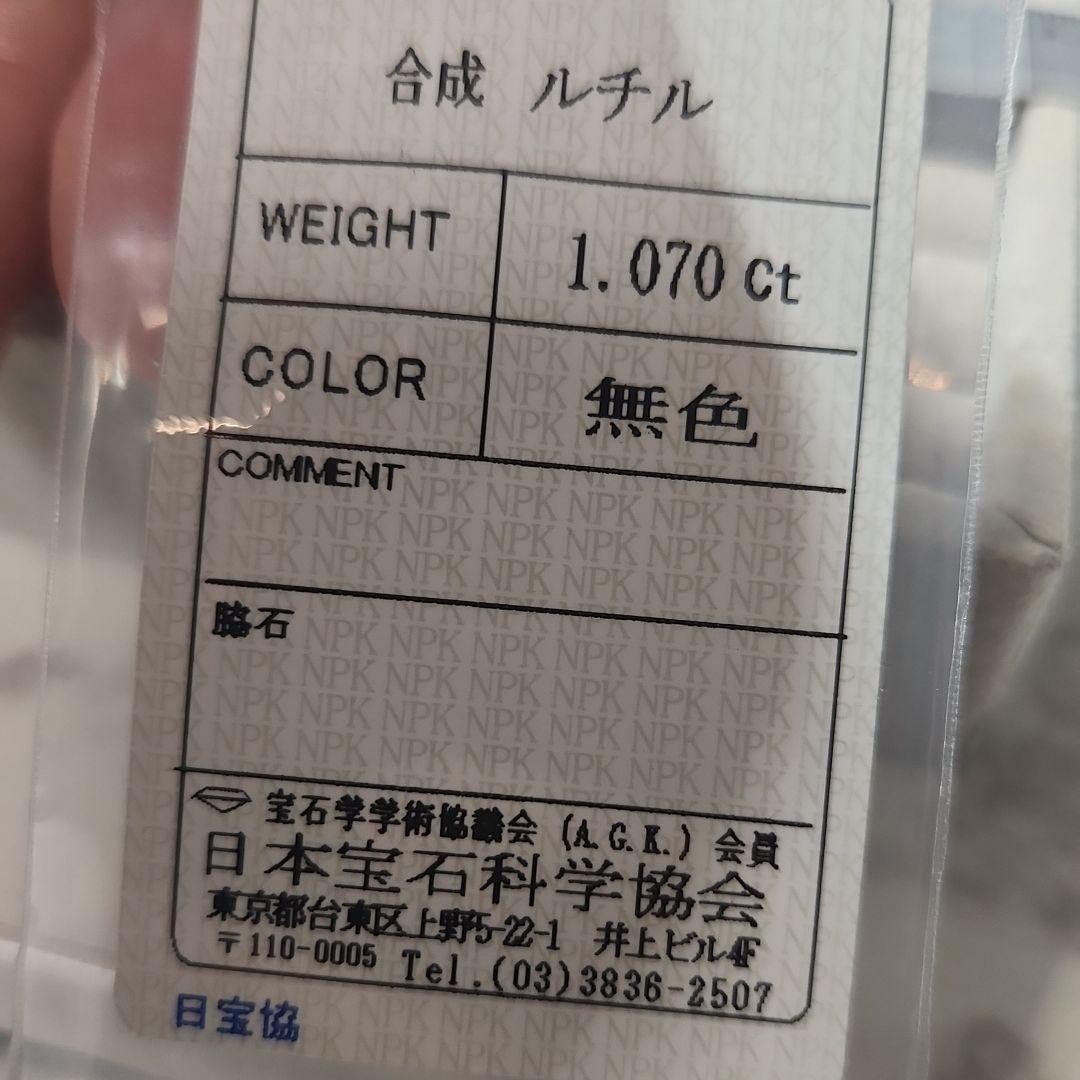 合成 ルチル
WEIGHT 1.070 Ct
COLOR 無色
COMMENT
脇石
宝石学学術協議会 (A.G.K.) 会員
日本宝石科学協会
東京都台東区上野5-22-1 井上ビル4F
〒110-0005 Tel.(03)3836-2507
日宝協